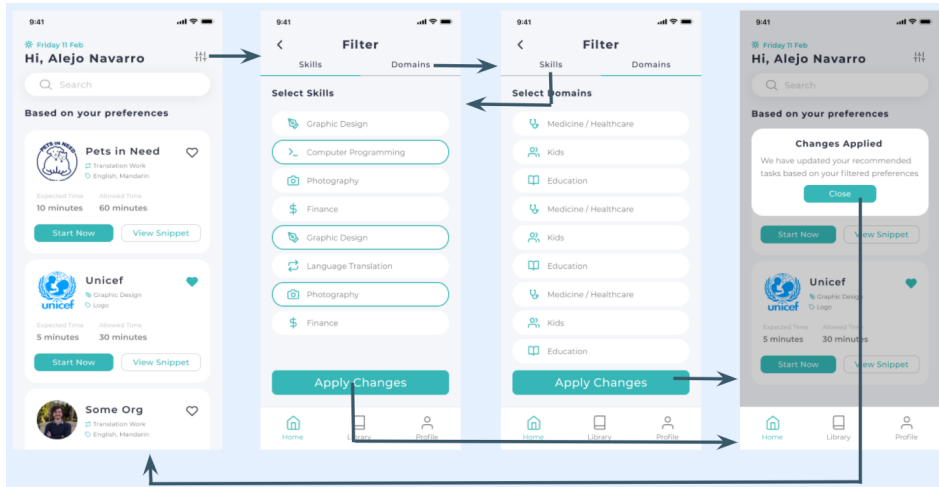 9:41
Friday 11 Feb
Hi, Alejo Navarro
Search
Based on your preferences
PETS IN NEED
Pets in Need
Translation Work
English, Mandarin
Expected Time Allowed Time
10 minutes 60 minutes
Start Now View Snippet
unicef
Unicef
Graphic Design
Logo
Expected Time Allowed Time
5 minutes 30 minutes
Start Now View Snippet
Some Org
Translation Work
English, Mandarin
9:41
Filter
Skills Domains
Select Skills
Graphic Design
>_ Computer Programming
Photography
$ Finance
Graphic Design
Language Translation
Photography
$ Finance
Apply Changes
Home Library Profile
9:41
Filter
Skills Domains
Select Domains
Medicine / Healthcare
Kids
Education
Medicine / Healthcare
Kids
Education
Medicine / Healthcare
Kids
Education
Apply Changes
Home Library Profile
9:41
Friday 11 Feb
Hi, Alejo Navarro
Search
Based on your preferences
Changes Applied
We have updated your recommended
tasks based on your filtered preferences
Close
Start Now View Snippet
unicef
Unicef
Graphic Design
Logo
Expected Time Allowed Time
5 minutes 30 minutes
Start Now View Snippet
Home Library Profile